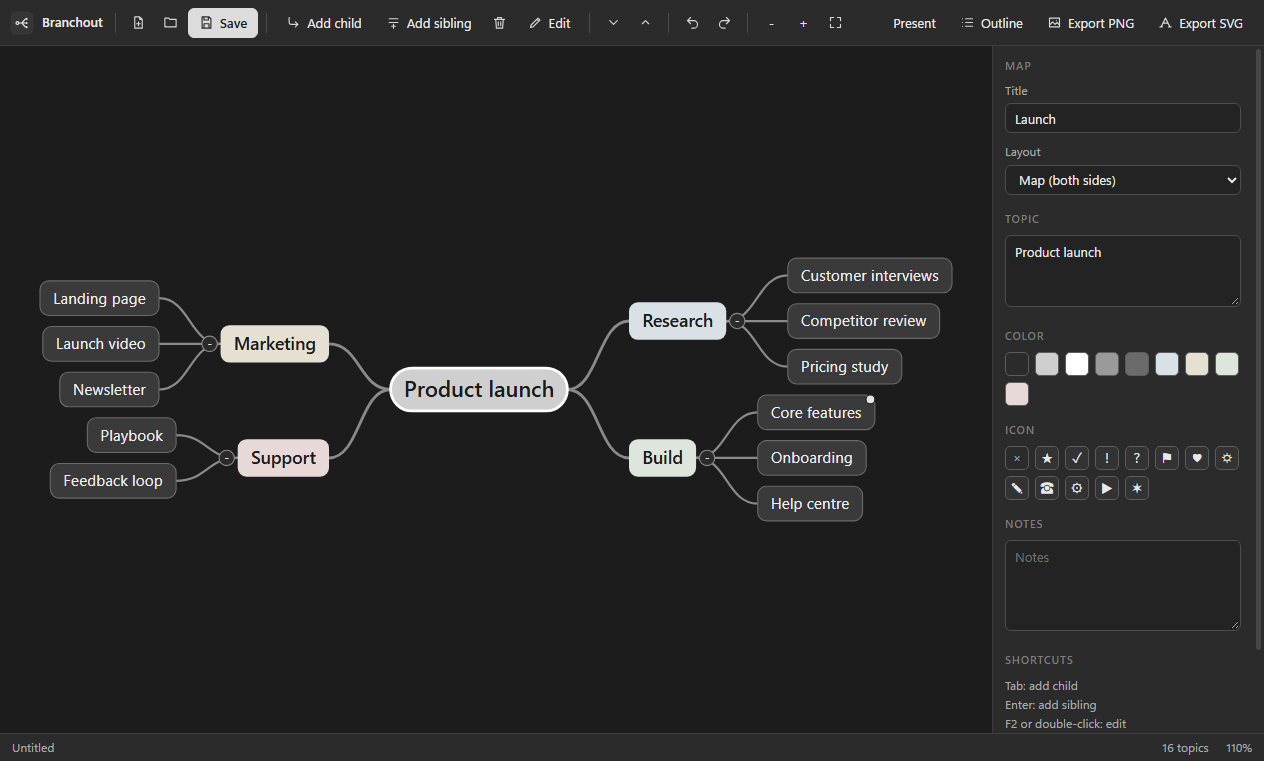 Branchout
Save
Add child
Add sibling
Edit
-
+
Present
Outline
Export PNG
Export SVG
Landing page
Launch video
Newsletter
Playbook
Feedback loop
-
Marketing
-
Support
Product launch
Research
-
Build
-
Customer interviews
Competitor review
Pricing study
Core features
Onboarding
Help centre
MAP
Title
Launch
Layout
Map (both sides)
TOPIC
Product launch
COLOR
ICON
× ★ ✓ ! ? ⚑ ♥ ☼
✎ ☎ ⚙ ▶ ✶
NOTES
Notes
SHORTCUTS
Tab: add child
Enter: add sibling
F2 or double-click: edit
Untitled
16 topics
110%